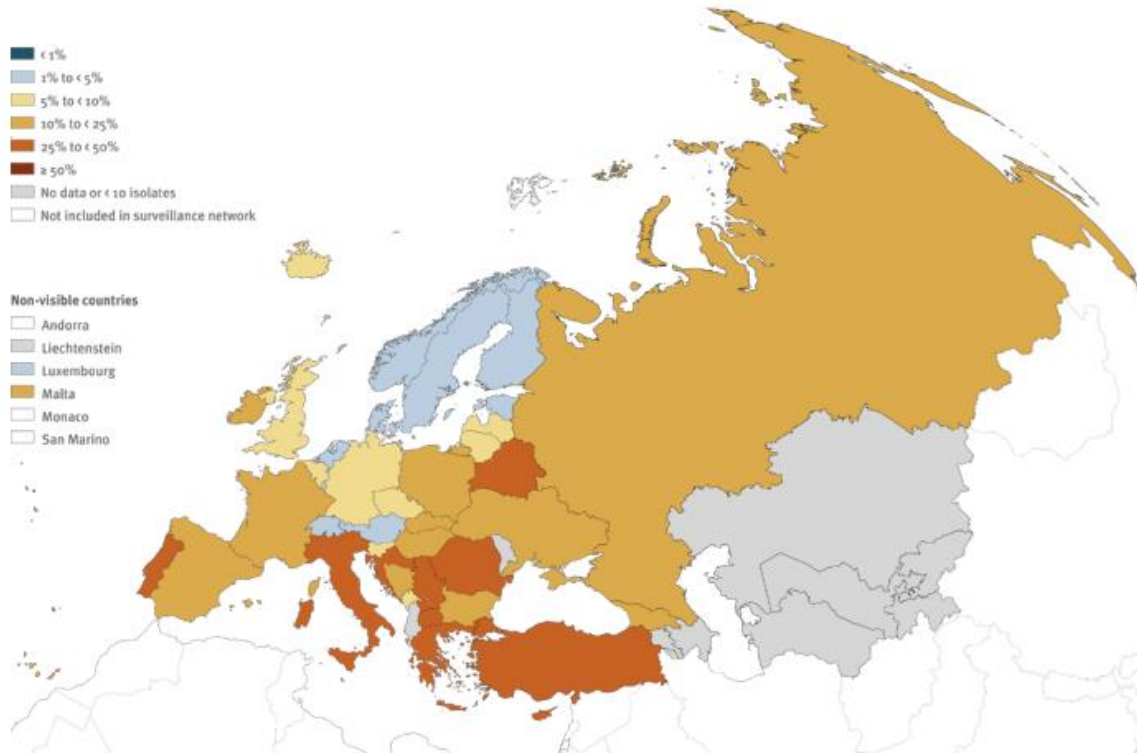 < 1%
1% to < 5%
5% to < 10%
10% to < 25%
25% to < 50%
≥ 50%
No data or < 10 isolates
Not included in surveillance network
Non-visible countries
Andorra
Liechtenstein
Luxembourg
Malta
Monaco
San Marino